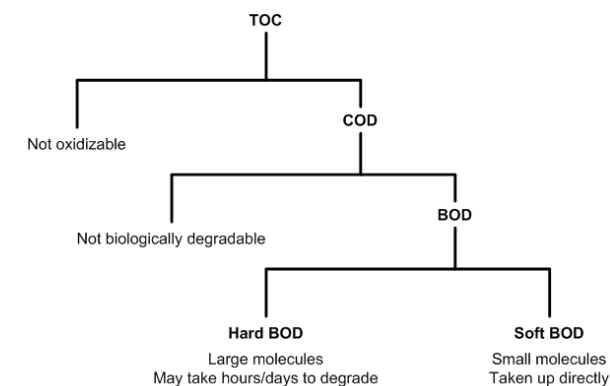 TOC
COD
Not oxidizable
BOD
Not biologically degradable
Hard BOD
Large molecules
May take hours/days to degrade
Soft BOD
Small molecules
Taken up directly